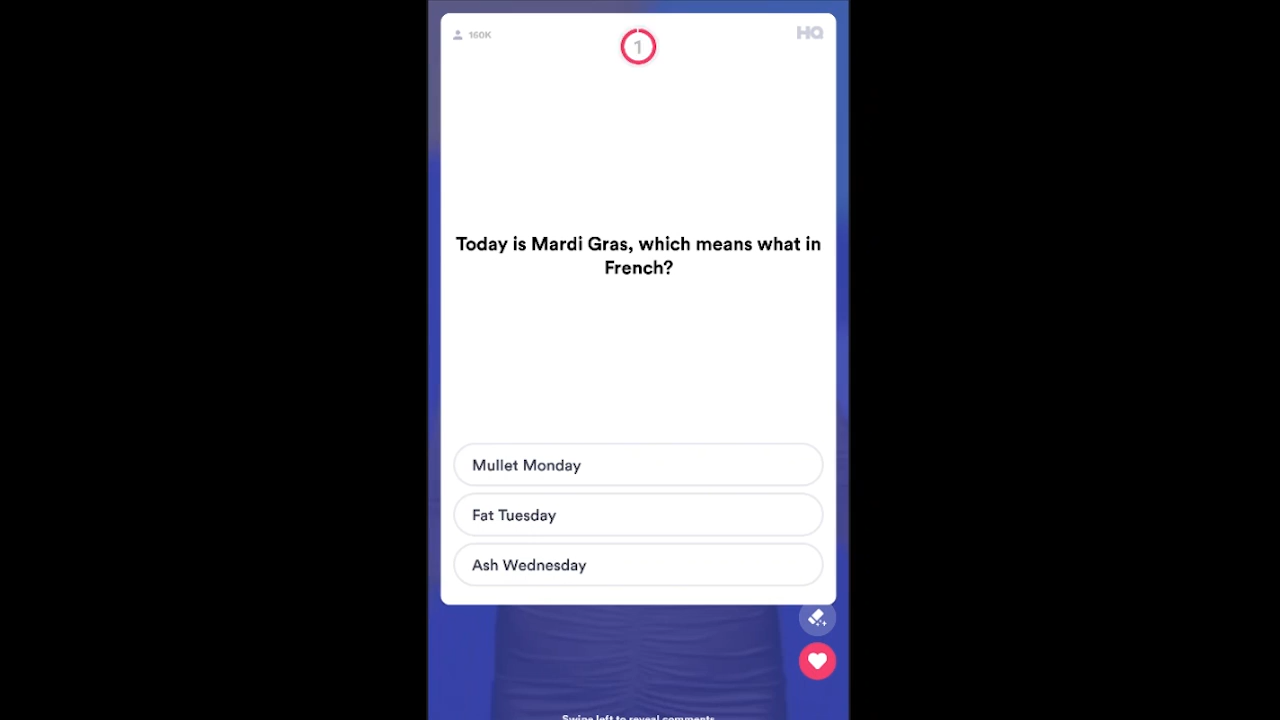 160K
1
HQ
Today is Mardi Gras, which means what in
French?
Mullet Monday
Fat Tuesday
Ash Wednesday
Swipe left to reveal comments